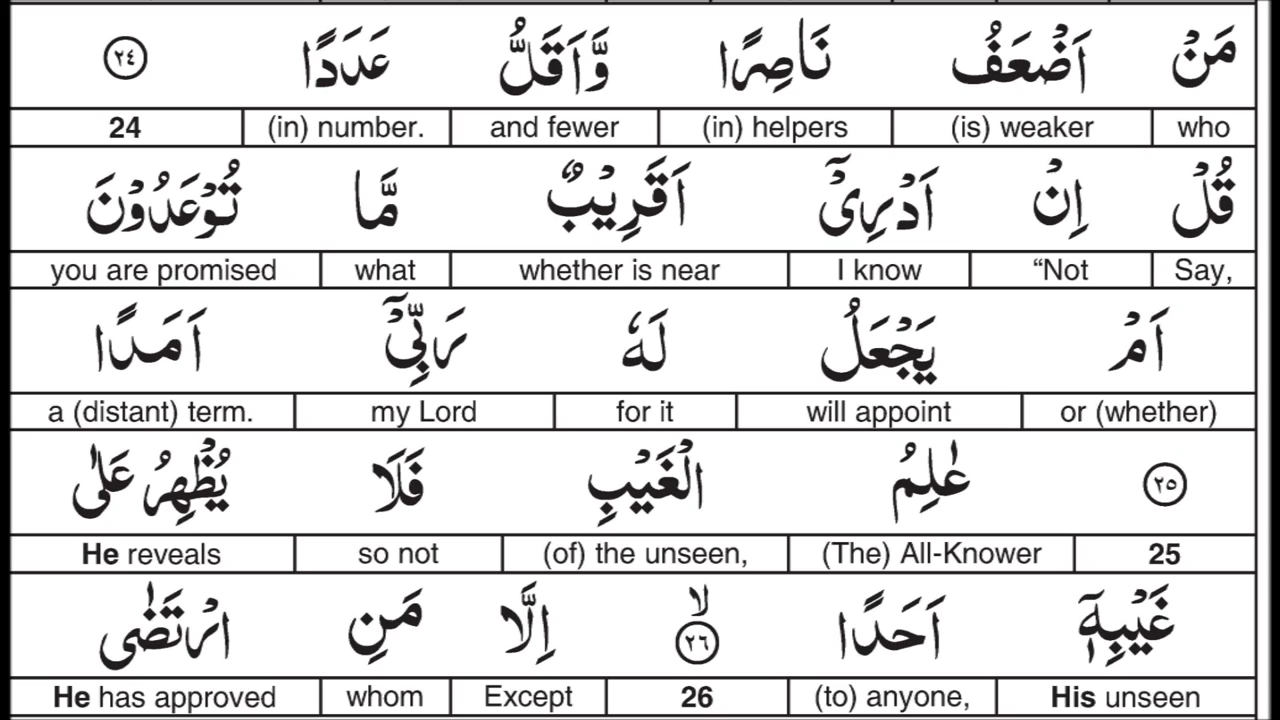 مَنْ اَضْعَفُ نَاصِرًا وَّاَقَلُّ عَدَدًا ٢٤
who (is) weaker (in) helpers and fewer (in) number. 24
قُلْ اِنْ اَدْرِيْٓ اَقَرِيْبٌ مَّا تُوْعَدُوْنَ
Say, “Not I know whether is near what you are promised
اَمْ يَجْعَلُ لَهٗ رَبِّيْٓ اَمَدًا
or (whether) will appoint for it my Lord a (distant) term.
٢٥ عٰلِمُ الْغَيْبِ فَلَا يُظْهِرُ عَلٰى
25 (The) All-Knower (of) the unseen, so not He reveals
غَيْبِهٖٓ اَحَدًا ۙ ٢٦ اِلَّا مَنِ ارْتَضٰى
His unseen (to) anyone, 26 Except whom He has approved